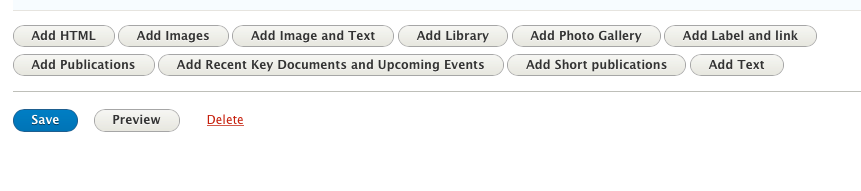 Add HTML Add Images Add Image and Text Add Library Add Photo Gallery Add Label and link
Add Publications Add Recent Key Documents and Upcoming Events Add Short publications Add Text
Save Preview Delete